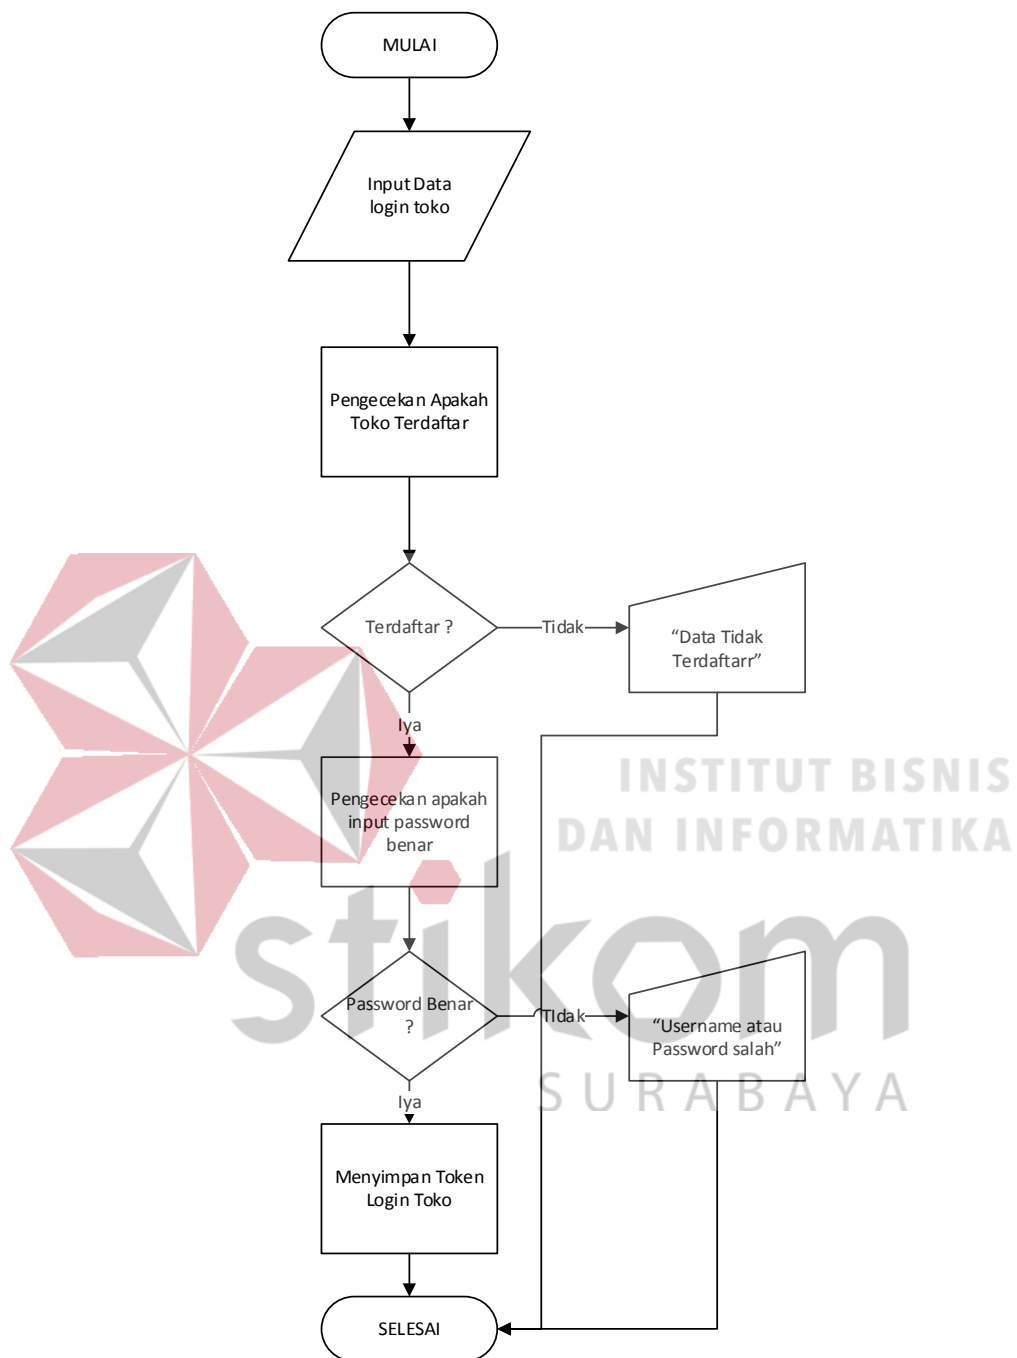 MULAI
Input Data
login toko
Pengecekan Apakah
Toko Terdaftar
Terdaftar ?
Tidak
“Data Tidak
Terdaftarr”
Iya
Pengecekan apakah
input password
benar
INSTITUT BISNIS
DAN INFORMATIKA
stikom
SURABAYA
Password Benar
?
TIdak
“Username atau
Password salah”
Iya
Menyimpan Token
Login Toko
SELESAI